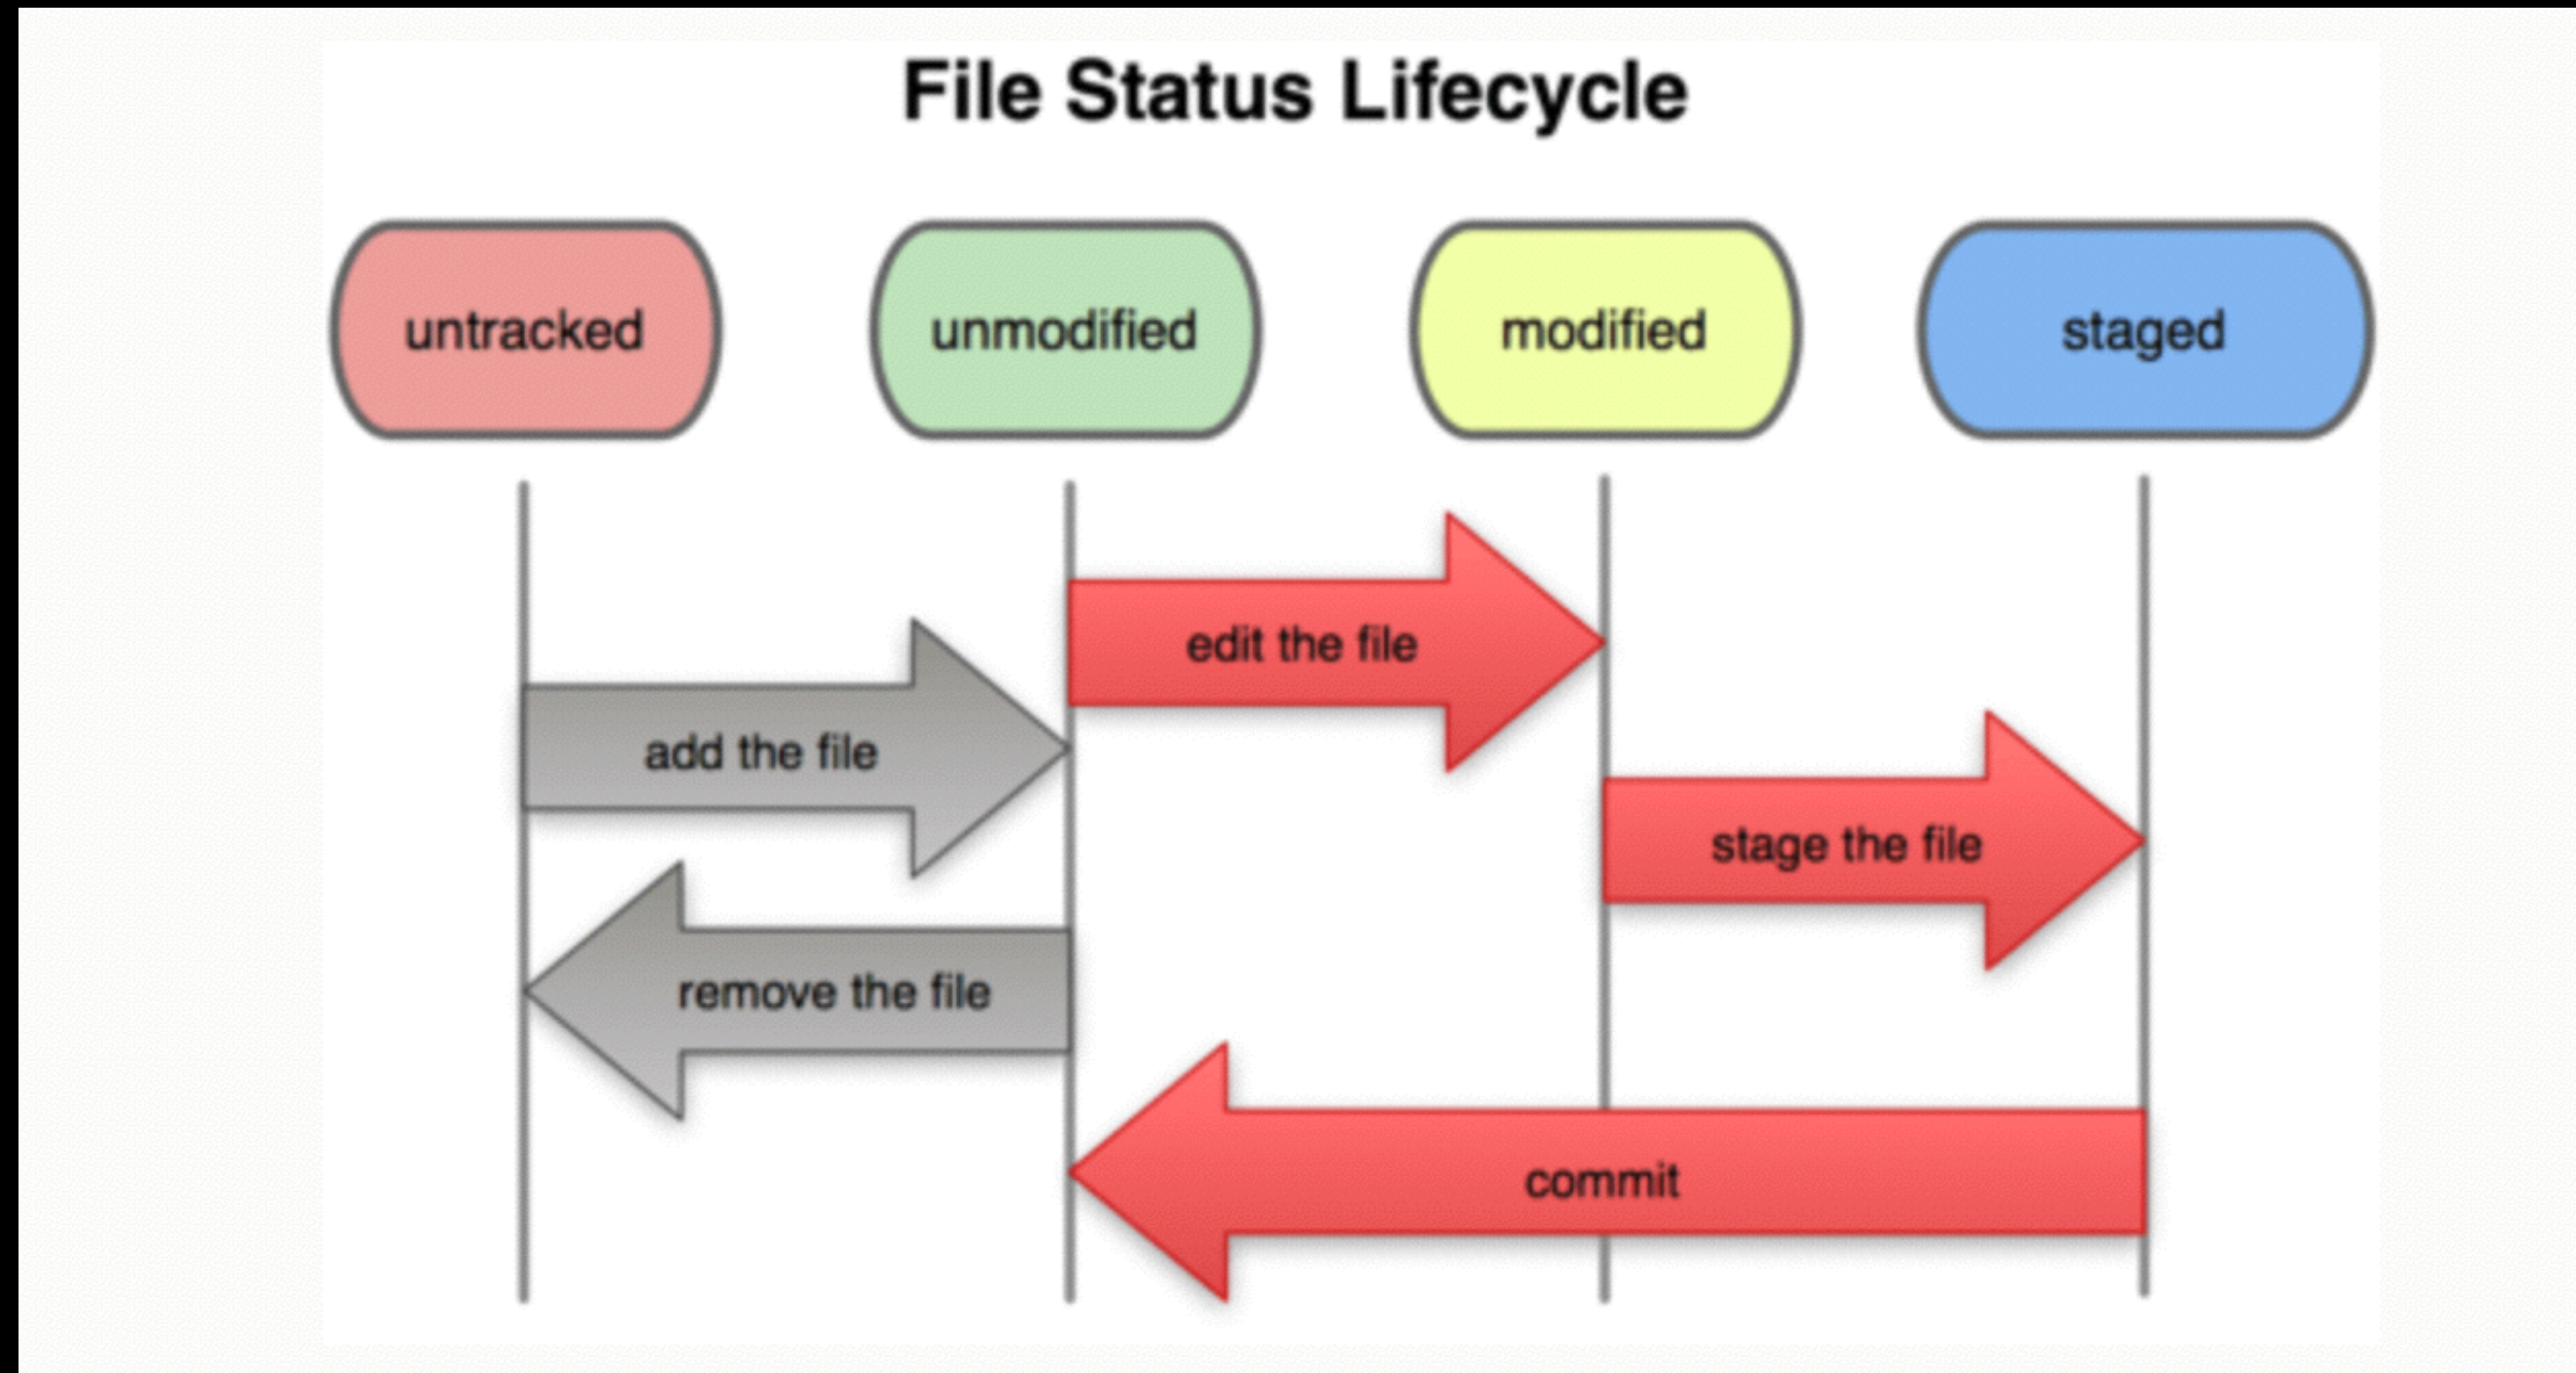 File Status Lifecycle
untracked
unmodified
modified
staged
edit the file
add the file
stage the file
remove the file
commit